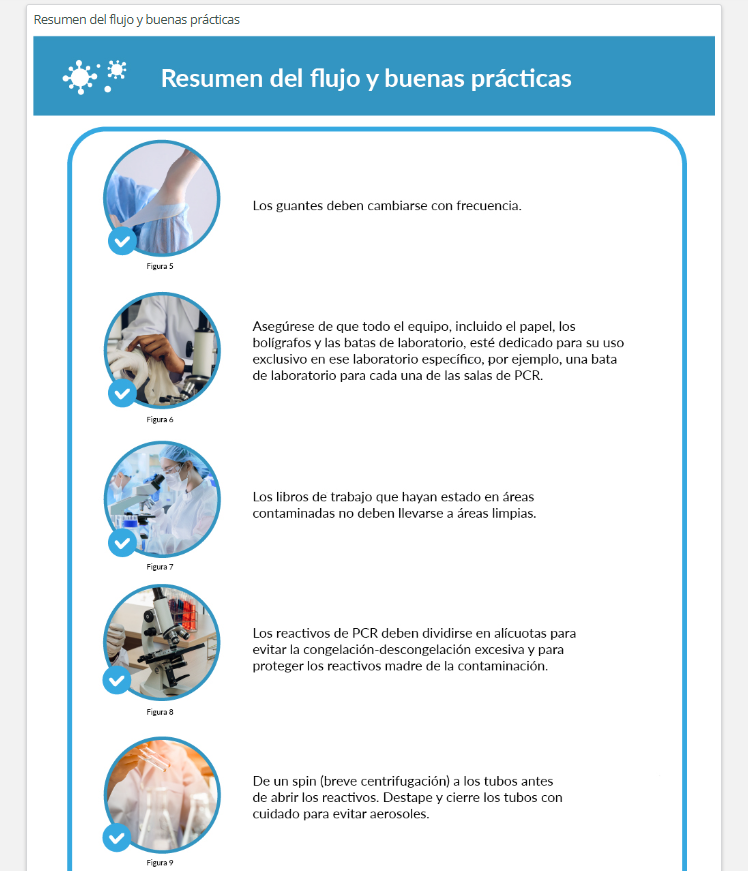 Resumen del flujo y buenas prácticas
Resumen del flujo y buenas prácticas
Los guantes deben cambiarse con frecuencia.
Figura 5
Asegúrese de que todo el equipo, incluido el papel, los
bolígrafos y las batas de laboratorio, esté dedicado para su uso
exclusivo en ese laboratorio específico, por ejemplo, una bata
de laboratorio para cada una de las salas de PCR.
Figura 6
Los libros de trabajo que hayan estado en áreas
contaminadas no deben llevarse a áreas limpias.
Figura 7
Los reactivos de PCR deben dividirse en alícuotas para
evitar la congelación-descongelación excesiva y para
proteger los reactivos madre de la contaminación.
Figura 8
De un spin (breve centrifugación) a los tubos antes
de abrir los reactivos. Destape y cierre los tubos con
cuidado para evitar aerosoles.
Figura 9